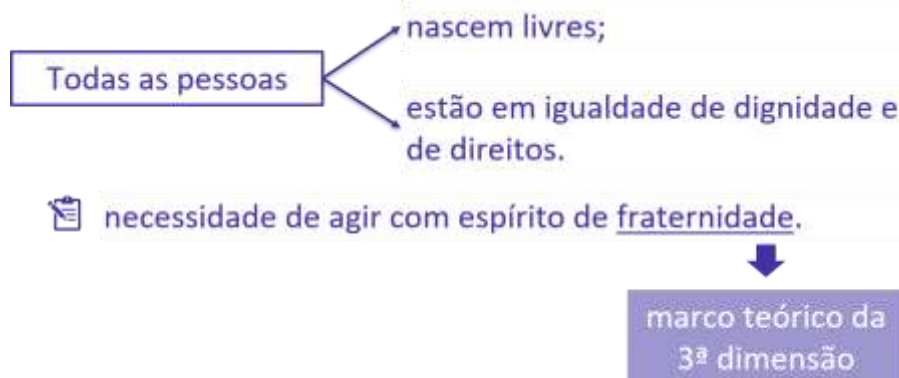 nascem livres;
Todas as pessoas
estão em igualdade de dignidade e
de direitos.
necessidade de agir com espírito de fraternidade.
marco teórico da
3ª dimensão